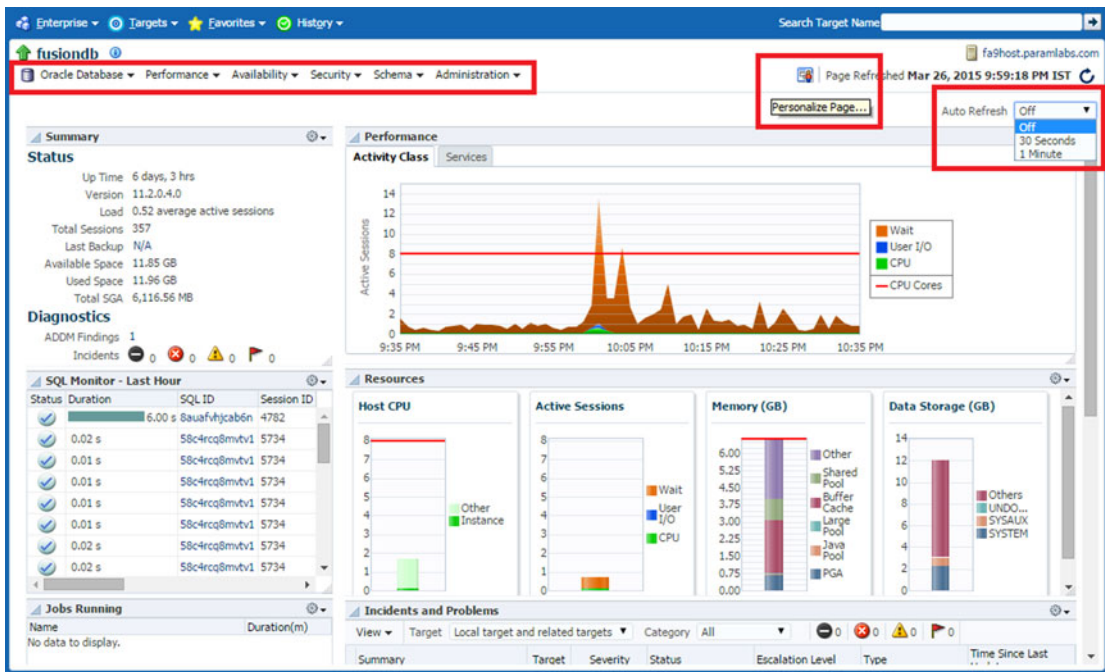 Enterprise Targets Favorites History Search Target Name
fusiondb fa9host.paramlabs.com
Oracle Database Performance Availability Security Schema Administration Page Refreshed Mar 26, 2015 9:59:18 PM IST
Personalize Page...
Auto Refresh Off
Off
30 Seconds
1 Minute
Summary
Status
Up Time 6 days, 3 hrs
Version 11.2.0.4.0
Load 0.52 average active sessions
Total Sessions 357
Last Backup N/A
Available Space 11.85 GB
Used Space 11.96 GB
Total SGA 6,116.56 MB
Diagnostics
ADDM Findings 1
Incidents 0 0 0 0
Performance
Activity Class Services
Active Sessions
14
12
10
8
6
4
2
0
9:35 PM 9:45 PM 9:55 PM 10:05 PM 10:15 PM 10:25 PM 10:35 PM
Wait
User I/O
CPU
CPU Cores
SQL Monitor - Last Hour
Status Duration SQL ID Session ID
6.00 s 8auafvhjcab6n 4782
0.02 s 58c4rcq8mvtv1 5734
0.01 s 58c4rcq8mvtv1 5734
0.01 s 58c4rcq8mvtv1 5734
0.01 s 58c4rcq8mvtv1 5734
0.01 s 58c4rcq8mvtv1 5734
0.02 s 58c4rcq8mvtv1 5734
0.02 s 58c4rcq8mvtv1 5734
Resources
Host CPU
8
7
6
5
4
3
2
1
0
Other
Instance
Active Sessions
8
7
6
5
4
3
2
1
0
Wait
User
I/O
CPU
Memory (GB)
6.00
5.25
4.50
3.75
3.00
2.25
1.50
0.75
0.00
Other
Shared
Pool
Buffer
Cache
Large
Pool
Java
Pool
PGA
Data Storage (GB)
14
12
10
8
6
4
2
0
Others
UNDO...
SYSAUX
SYSTEM
Jobs Running
Name Duration(m)
No data to display.
Incidents and Problems
View Target Local target and related targets Category All 0 0 0 0
Summary Target Severity Status Escalation Level Type Time Since Last